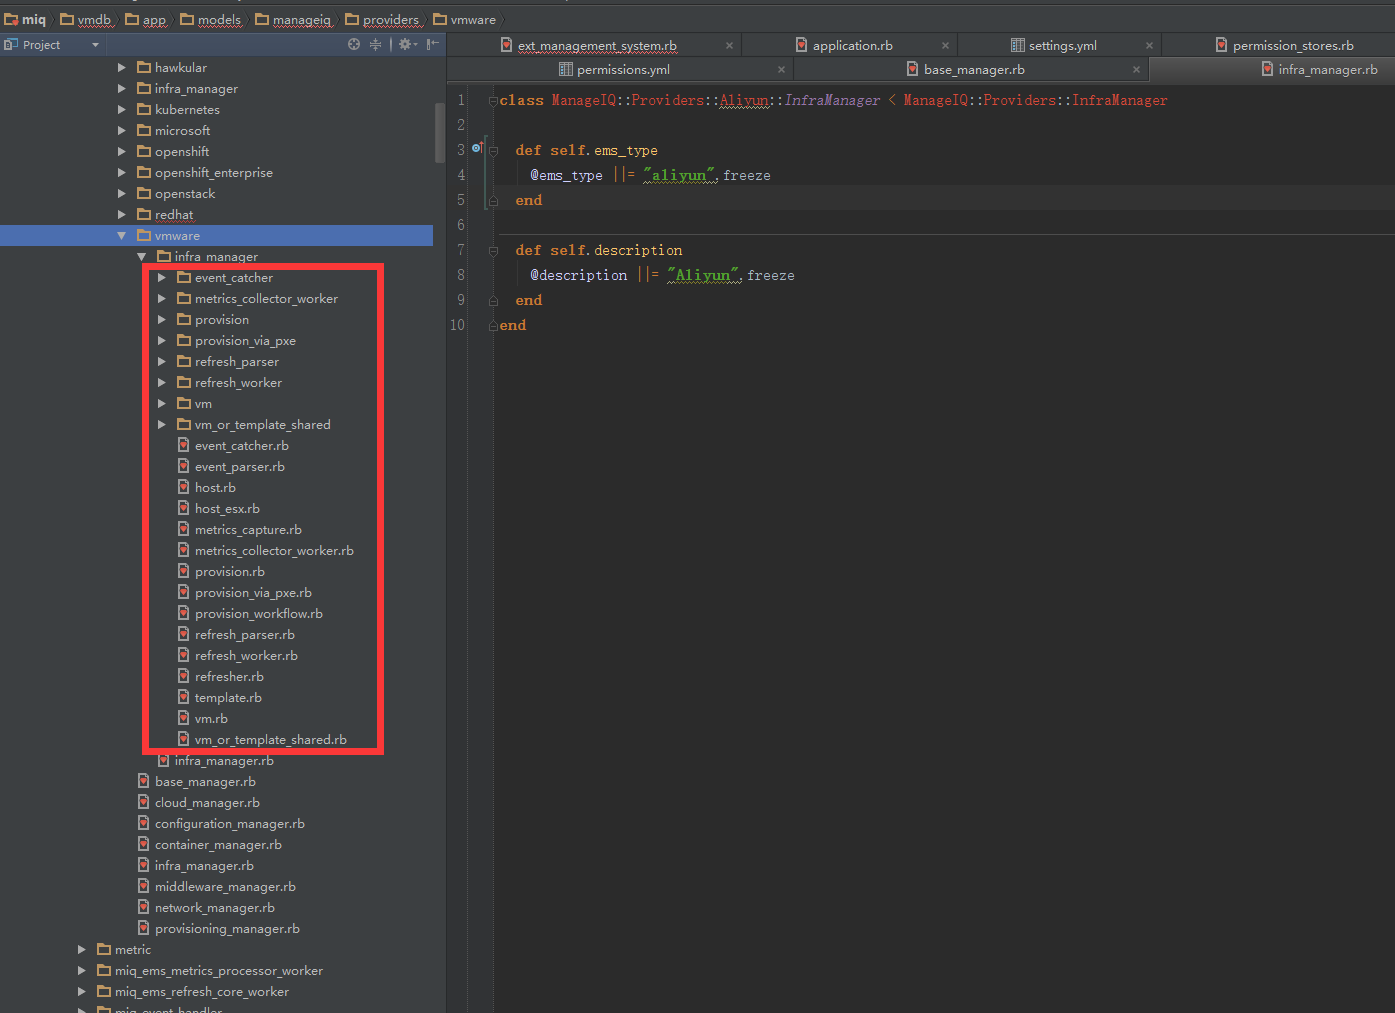 miq vmdb app models manageiq providers vmware
Project
ext_management_system.rb application.rb settings.yml permission_stores.rb
permissions.yml base_manager.rb infra_manager.rb
hawkular
infra_manager
kubernetes
microsoft
openshift
openshift_enterprise
openstack
redhat
vmware
infra_manager
event_catcher
metrics_collector_worker
provision
provision_via_pxe
refresh_parser
refresh_worker
vm
vm_or_template_shared
event_catcher.rb
event_parser.rb
host.rb
host_esx.rb
metrics_capture.rb
metrics_collector_worker.rb
provision.rb
provision_via_pxe.rb
provision_workflow.rb
refresh_parser.rb
refresh_worker.rb
refresher.rb
template.rb
vm.rb
vm_or_template_shared.rb
infra_manager.rb
base_manager.rb
cloud_manager.rb
configuration_manager.rb
container_manager.rb
infra_manager.rb
middleware_manager.rb
network_manager.rb
provisioning_manager.rb
metric
miq_ems_metrics_processor_worker
miq_ems_refresh_core_worker
miq_event_handler
1 class ManageIQ::Providers::Aliyun::InfraManager < ManageIQ::Providers::InfraManager
2
3 def self.ems_type
4 @ems_type ||= "aliyun".freeze
5 end
6
7 def self.description
8 @description ||= "Aliyun".freeze
9 end
10 end